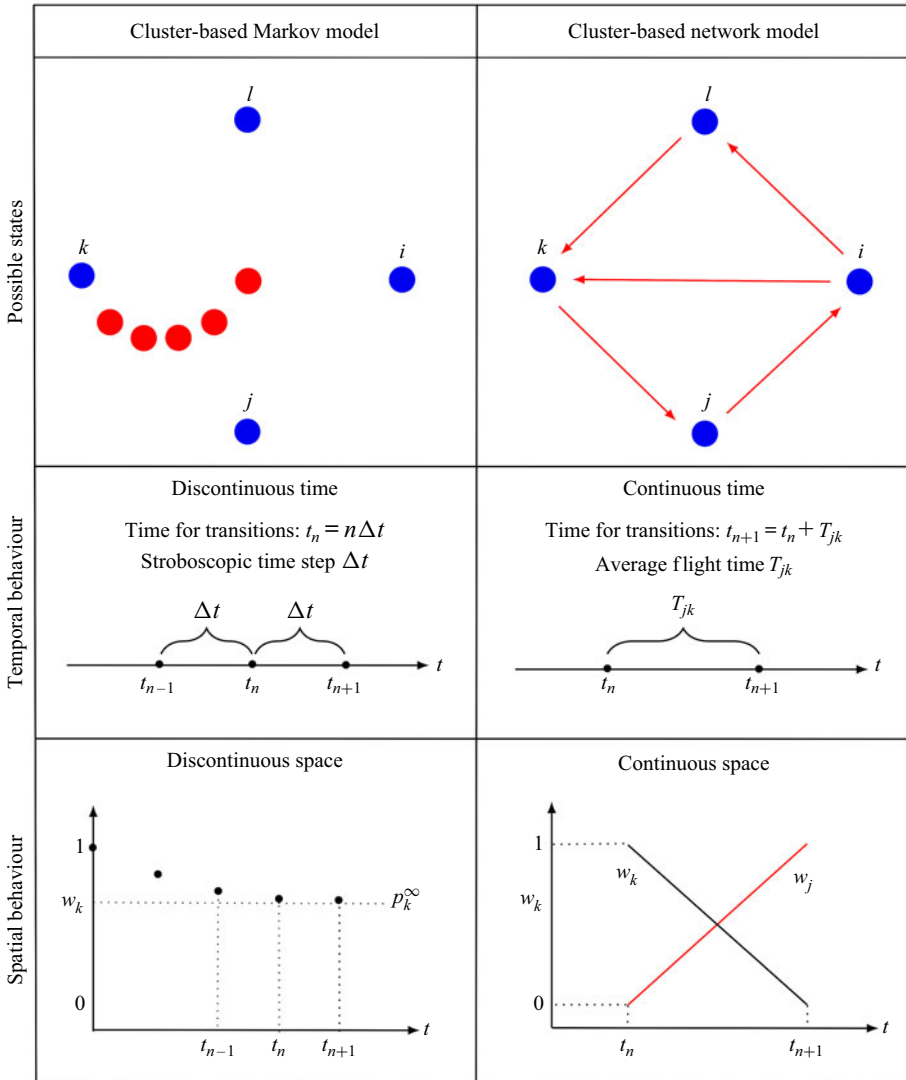 Cluster-based Markov model
Cluster-based network model
Possible states
l
k
i
j
l
k
i
j
Temporal behaviour
Discontinuous time
Time for transitions: tₙ = nΔt
Stroboscopic time step Δt
Δt Δt
t
tₙ₋₁ tₙ tₙ₊₁
Continuous time
Time for transitions: tₙ₊₁ = tₙ + Tⱼₖ
Average flight time Tⱼₖ
Tⱼₖ
t
tₙ tₙ₊₁
Spatial behaviour
Discontinuous space
1
wₖ
pₖ^∞
0
t
tₙ₋₁ tₙ tₙ₊₁
Continuous space
1
wₖ wⱼ
wₖ
0
t
tₙ tₙ₊₁